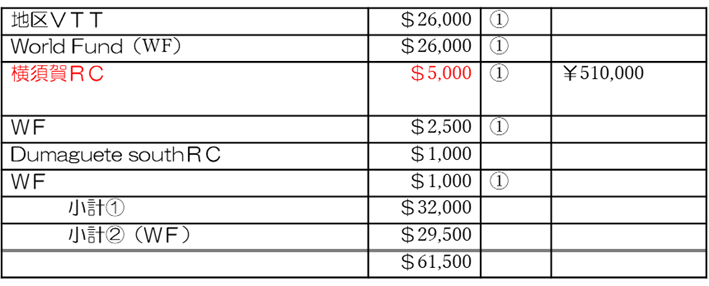 地区ＶＴＴ ＄26,000 ①
World Fund（WF） ＄26,000 ①
横須賀ＲＣ ＄5,000 ① ￥510,000
ＷＦ ＄2,500 ①
Dumaguete southＲＣ ＄1,000
ＷＦ ＄1,000 ①
小計① ＄32,000
小計②（ＷＦ） ＄29,500
＄61,500